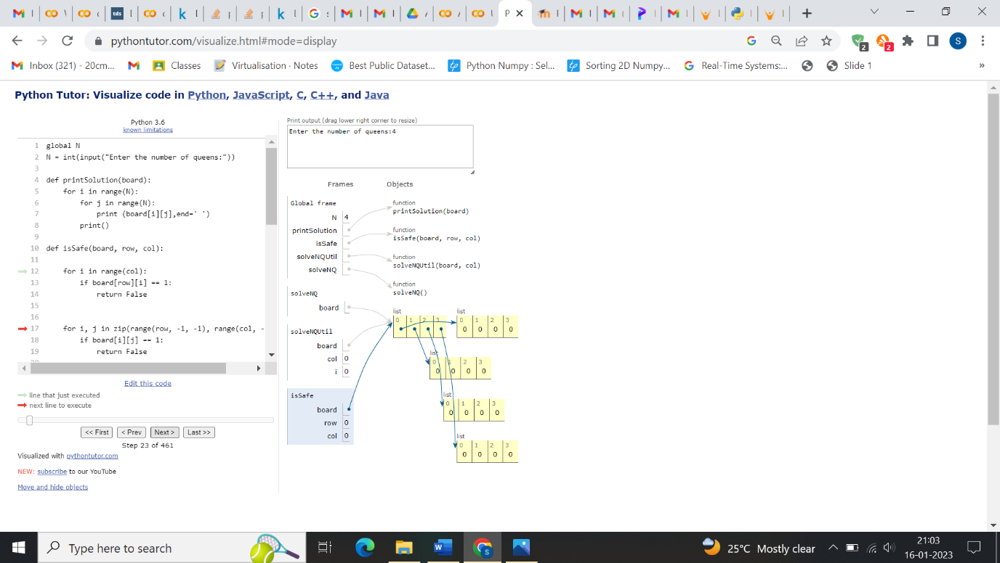 tds
pythontutor.com/visualize.html#mode=display
2
2
S
Inbox (321) - 20cm...
Classes
Virtualisation - Notes
Best Public Dataset...
Python Numpy : Sel...
Sorting 2D Numpy...
Real-Time Systems:...
Slide 1
»
Python Tutor: Visualize code in Python, JavaScript, C, C++, and Java
Python 3.6
known limitations
1 global N
2 N = int(input("Enter the number of queens:"))
3
4 def printSolution(board):
5 for i in range(N):
6 for j in range(N):
7 print (board[i][j],end=' ')
8 print()
9
10 def isSafe(board, row, col):
11
12 for i in range(col):
13 if board[row][i] == 1:
14 return False
15
16
17 for i, j in zip(range(row, -1, -1), range(col, -
18 if board[i][j] == 1:
19 return False
Edit this code
line that just executed
next line to execute
<< First < Prev Next > Last >>
Step 23 of 461
Visualized with pythontutor.com
NEW: subscribe to our YouTube
Move and hide objects
Print output (drag lower right corner to resize)
Enter the number of queens:4
Frames Objects
Global frame
N 4
printSolution
isSafe
solveNQUtil
solveNQ
function
printSolution(board)
function
isSafe(board, row, col)
function
solveNQUtil(board, col)
function
solveNQ()
solveNQ
board
solveNQUtil
board
col 0
i 0
isSafe
board
row 0
col 0
list
0 1 2 3
list
0 1 2 3
0 0 0 0
list
0 1 2 3
0 0 0 0
list
0 1 2 3
0 0 0 0
list
0 1 2 3
0 0 0 0
Type here to search
25°C Mostly clear
21:03
16-01-2023